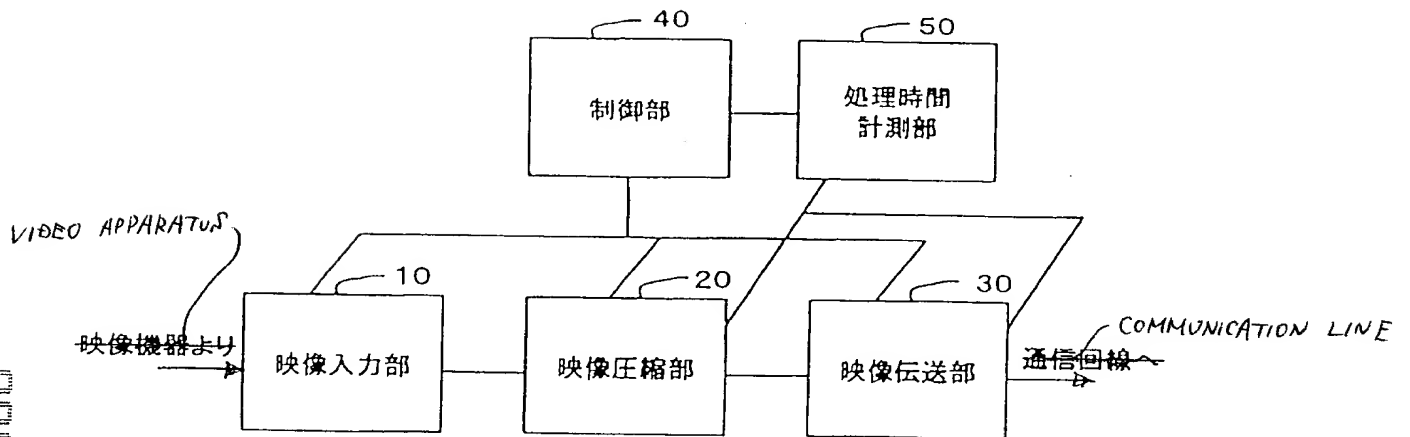 40
50
制御部
処理時間
計測部
VIDEO APPARATUS
10
20
30
COMMUNICATION LINE
映像機器より
映像入力部
映像圧縮部
映像伝送部
通信回線へ